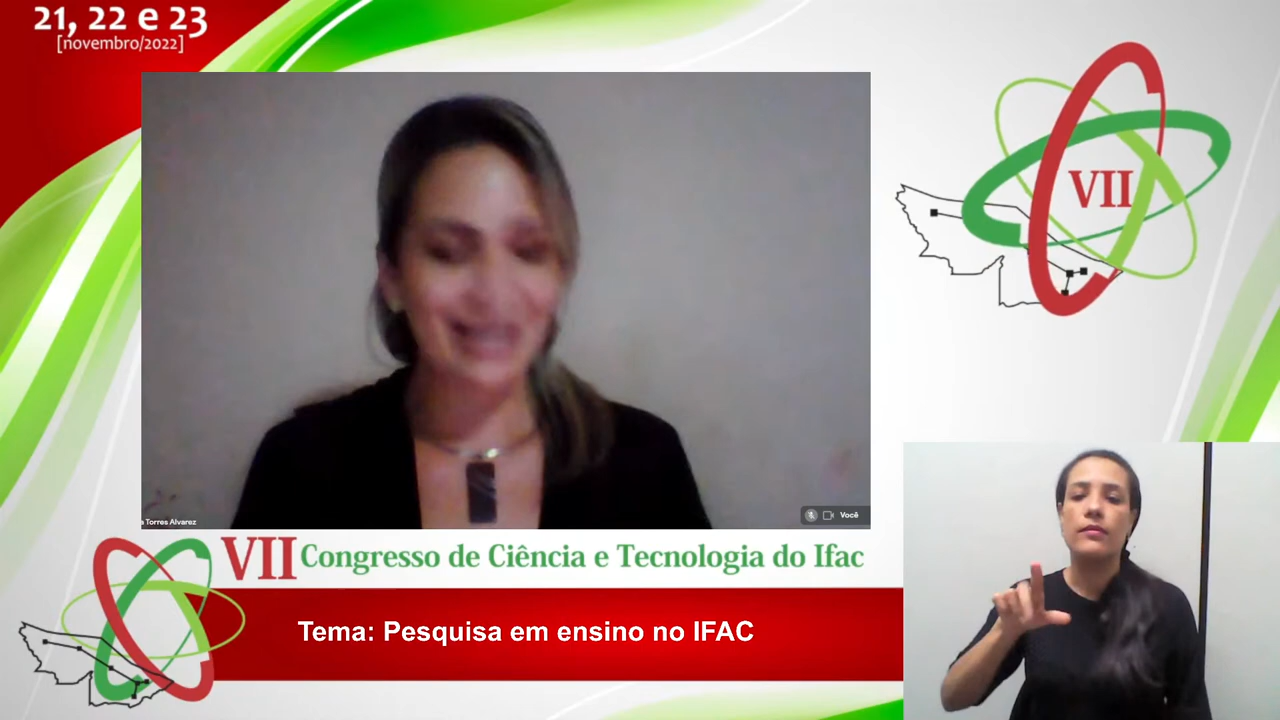 21, 22 e 23
[novembro/2022]
VII
Torres Alvarez
Você
VII Congresso de Ciência e Tecnologia do Ifac
Tema: Pesquisa em ensino no IFAC